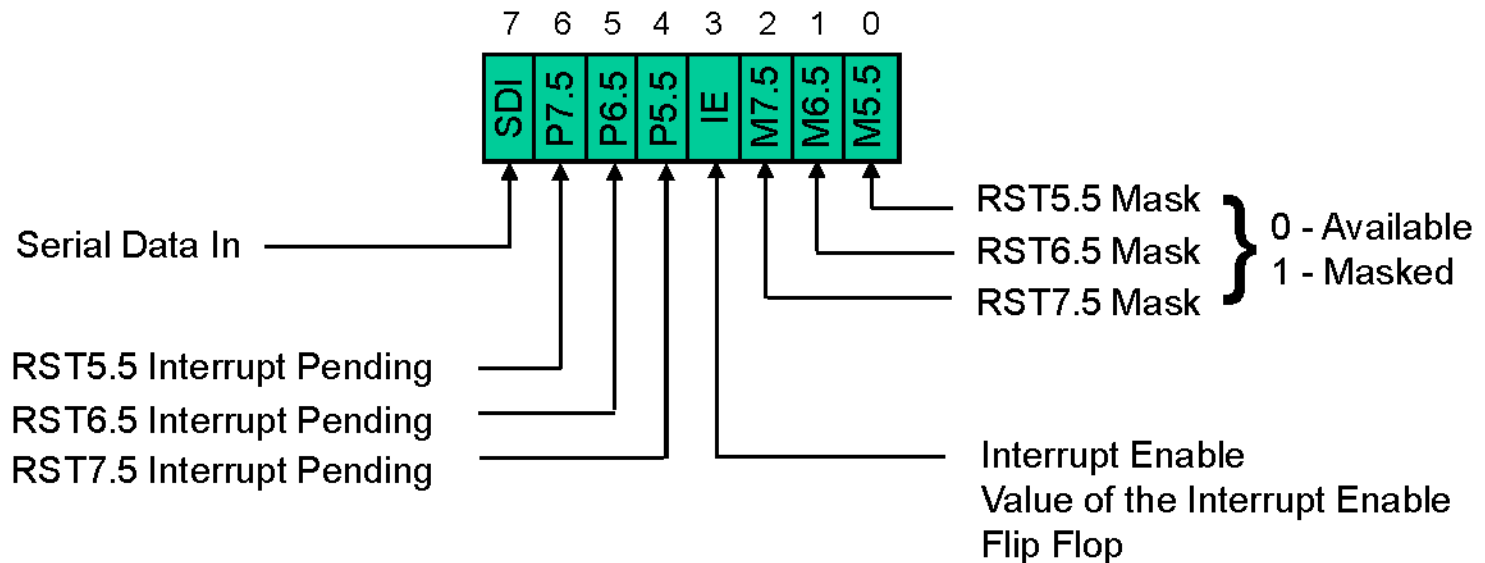 7 6 5 4 3 2 1 0
SDI P7.5 P6.5 P5.5 IE M7.5 M6.5 M5.5
Serial Data In
RST5.5 Interrupt Pending
RST6.5 Interrupt Pending
RST7.5 Interrupt Pending
RST5.5 Mask
RST6.5 Mask
RST7.5 Mask
} 0 - Available
1 - Masked
Interrupt Enable
Value of the Interrupt Enable
Flip Flop